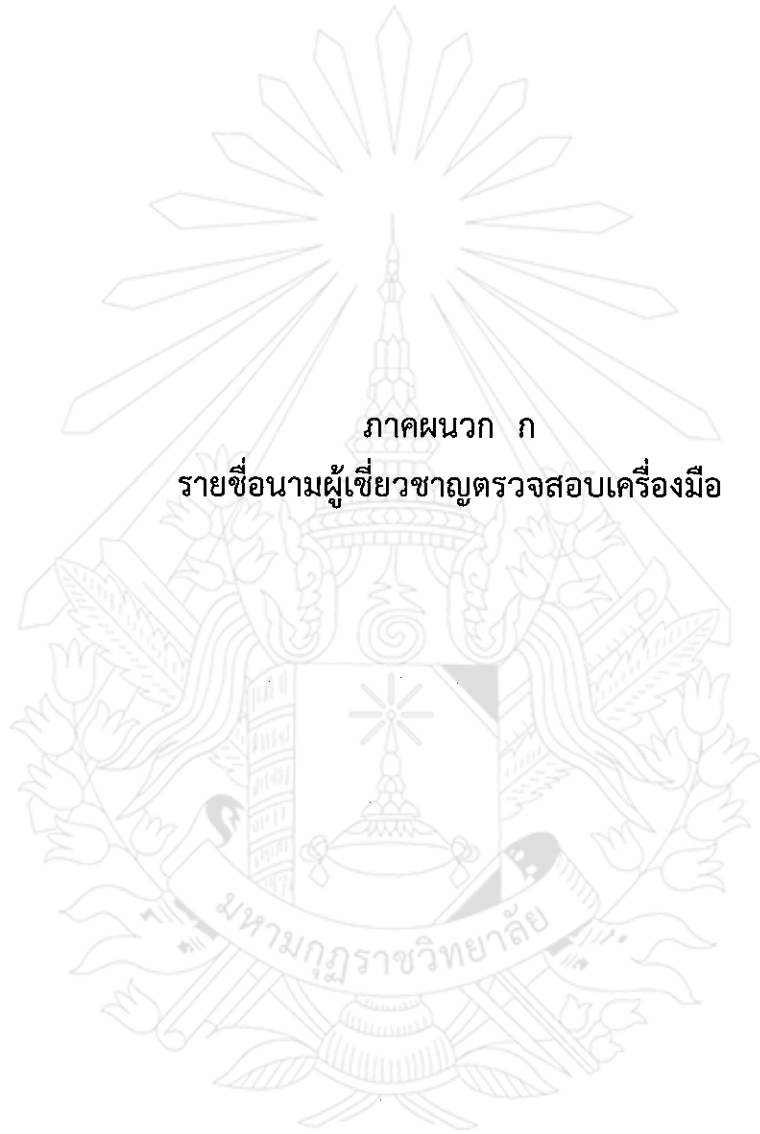 ภาคผนวก ก
รายชื่อนามผู้เชี่ยวชาญตรวจสอบเครื่องมือ
มหามกุฏราชวิทยาลัย